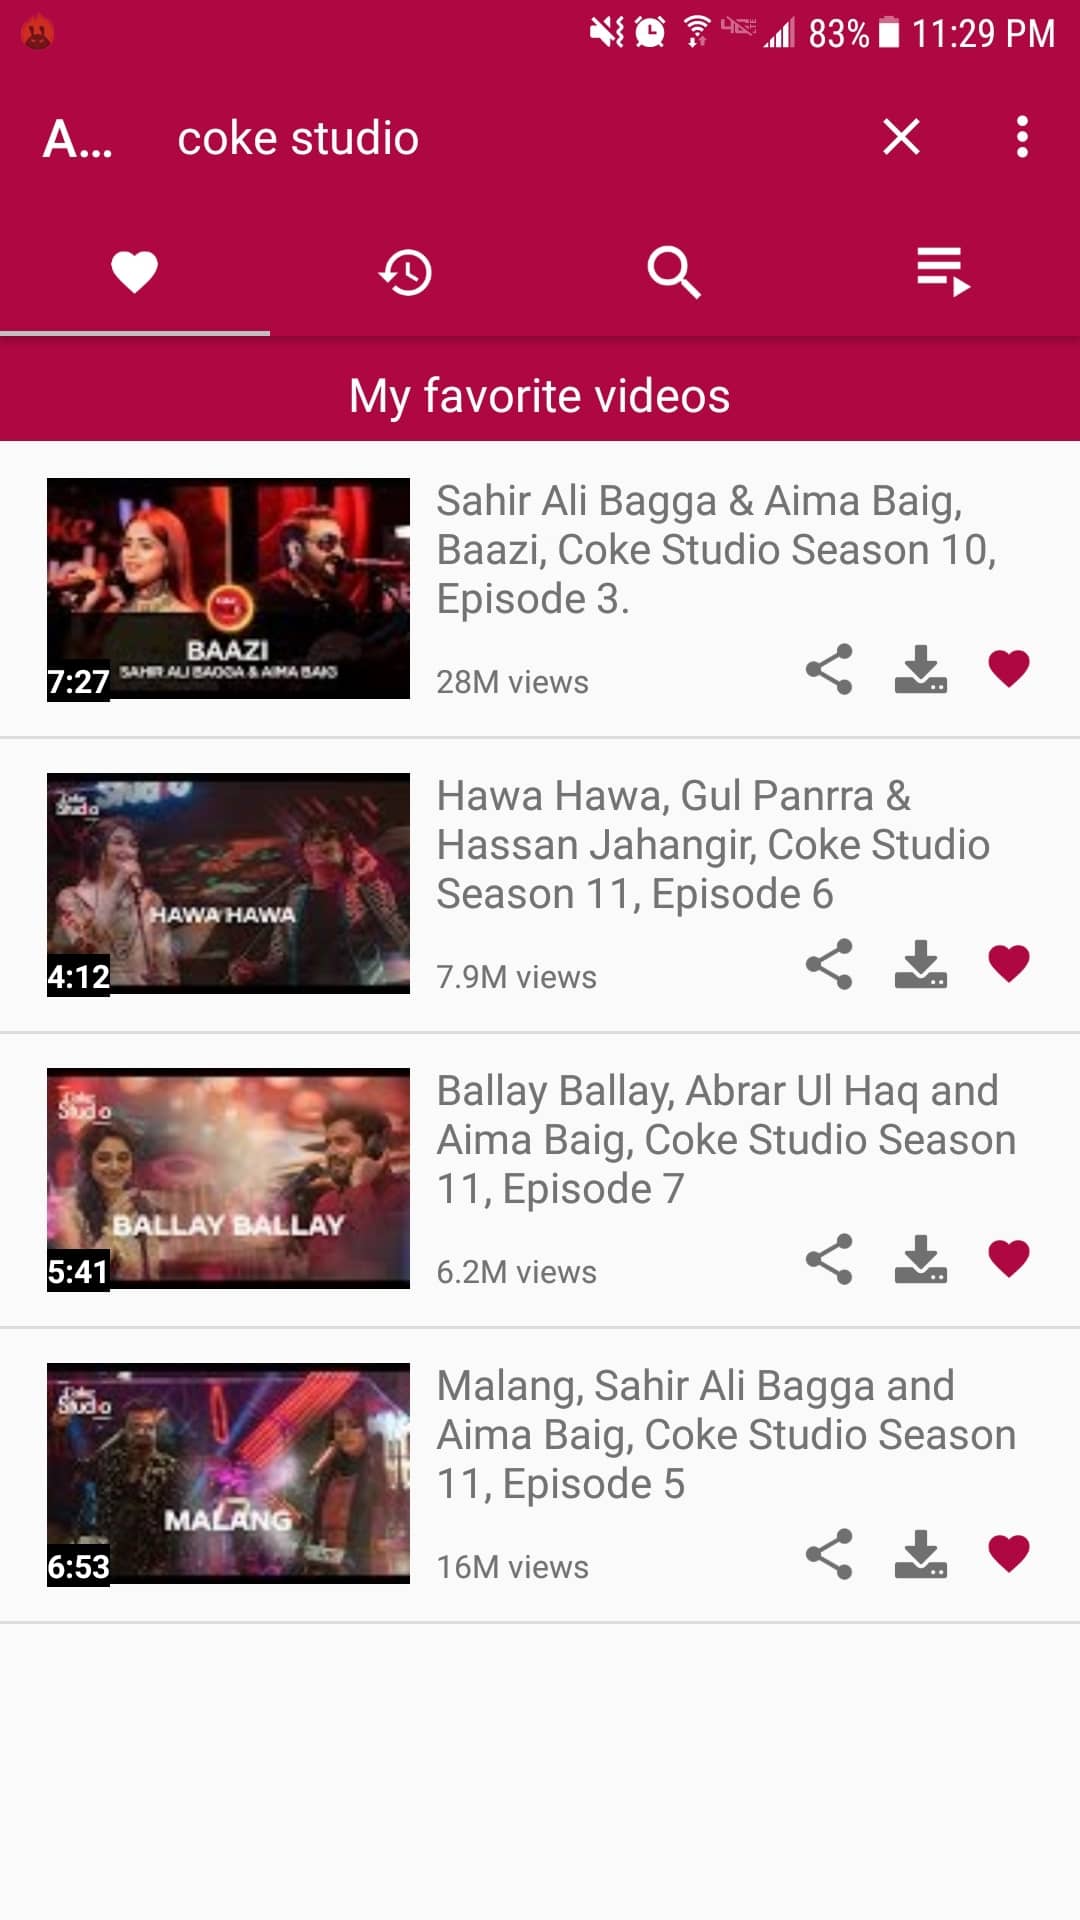 83% 11:29 PM
A... coke studio
My favorite videos
Sahir Ali Bagga & Aima Baig,
Baazi, Coke Studio Season 10,
Episode 3.
BAAZI
SAHIR ALI BAGGA & AIMA BAIG
7:27
28M views
Hawa Hawa, Gul Panrra &
Hassan Jahangir, Coke Studio
Season 11, Episode 6
Coke
Studio
HAWA HAWA
4:12
7.9M views
Ballay Ballay, Abrar Ul Haq and
Aima Baig, Coke Studio Season
11, Episode 7
Coke
Studio
BALLAY BALLAY
5:41
6.2M views
Malang, Sahir Ali Bagga and
Aima Baig, Coke Studio Season
11, Episode 5
Coke
Studio
MALANG
6:53
16M views